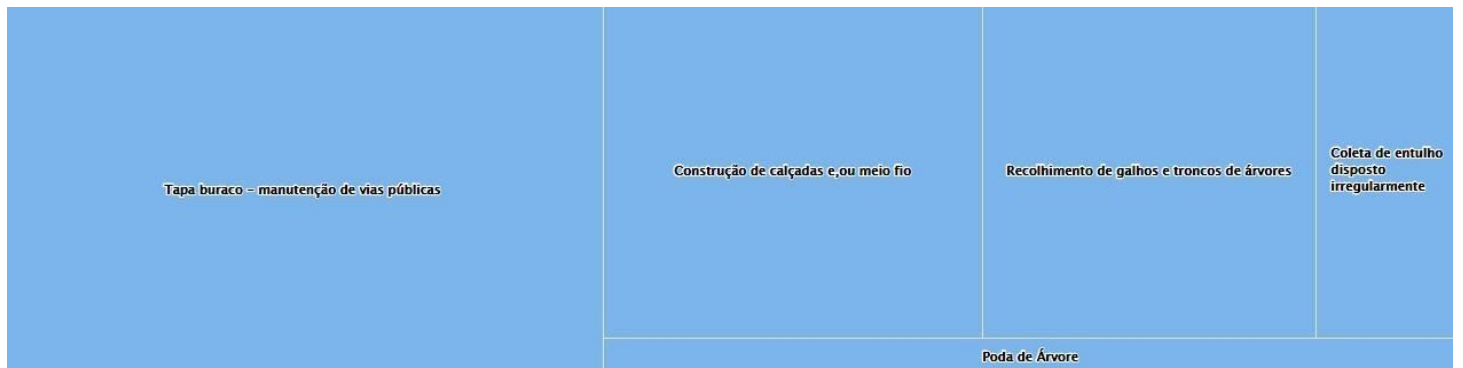 Tapa buraco - manutenção de vias públicas
Construção de calçadas e,ou meio fio
Recolhimento de galhos e troncos de árvores
Coleta de entulho
disposto
irregularmente
Poda de Árvore